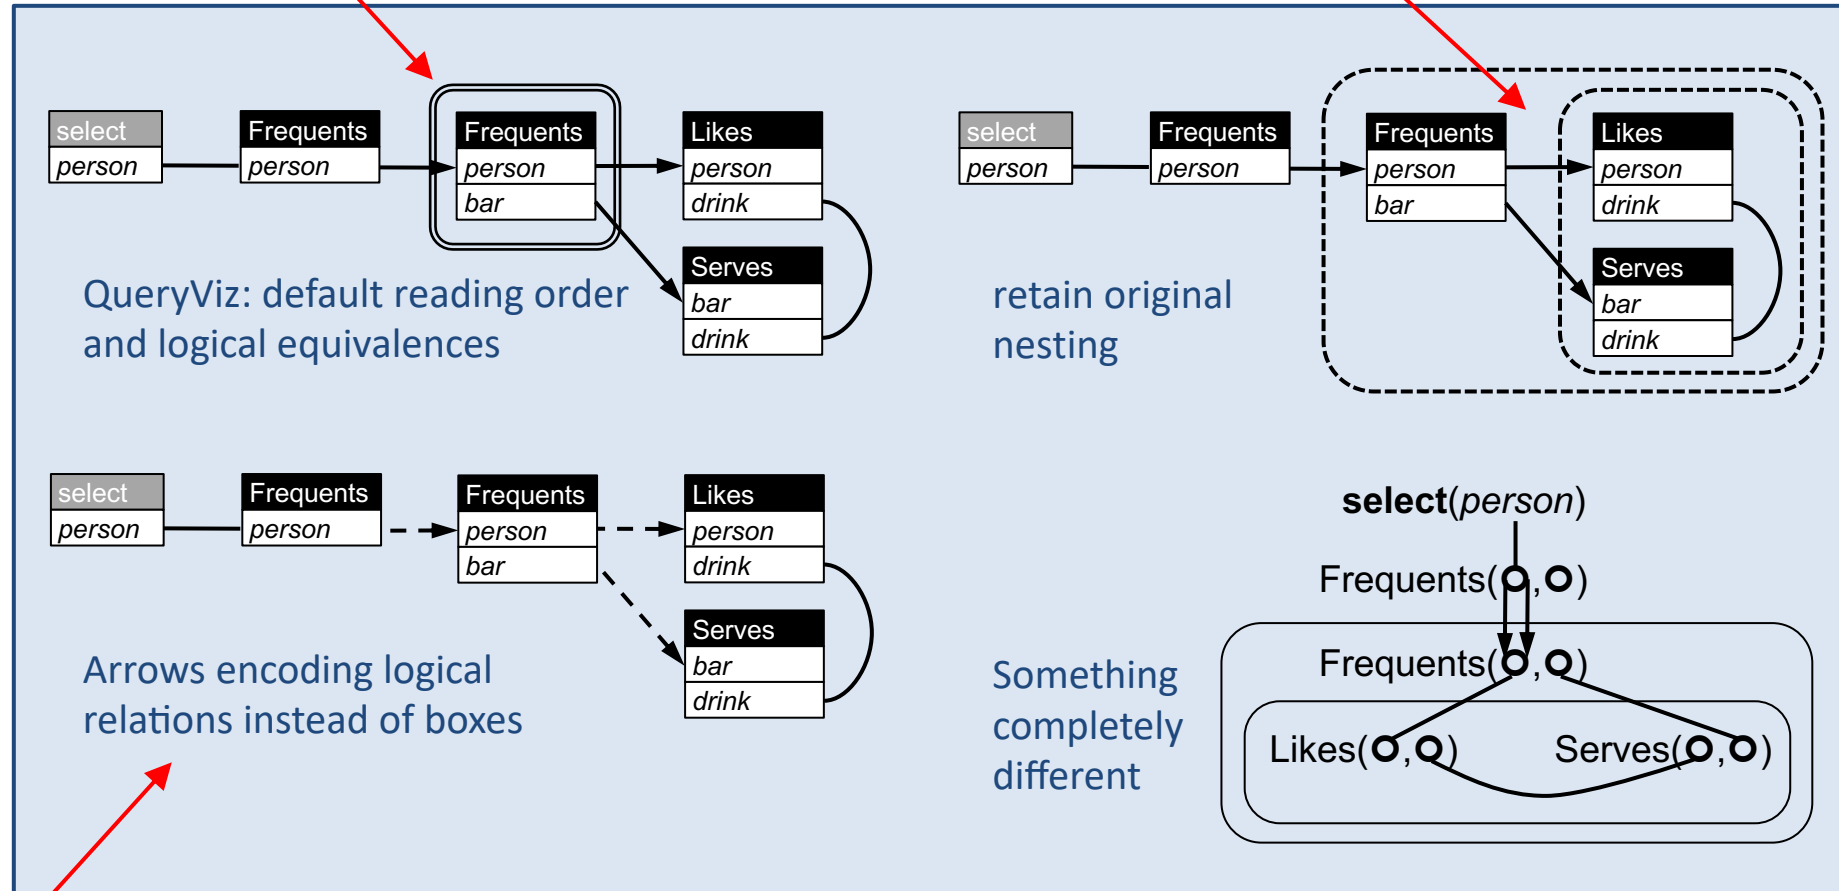 select
person
Frequents
person
Frequents
person
bar
Likes
person
drink
Serves
bar
drink
QueryViz: default reading order
and logical equivalences
select
person
Frequents
person
Frequents
person
bar
Likes
person
drink
Serves
bar
drink
retain original
nesting
select
person
Frequents
person
Frequents
person
bar
Likes
person
drink
Serves
bar
drink
Arrows encoding logical
relations instead of boxes
select(person)
Frequents( , )
Frequents( , )
Likes( , )
Serves( , )
Something
completely
different